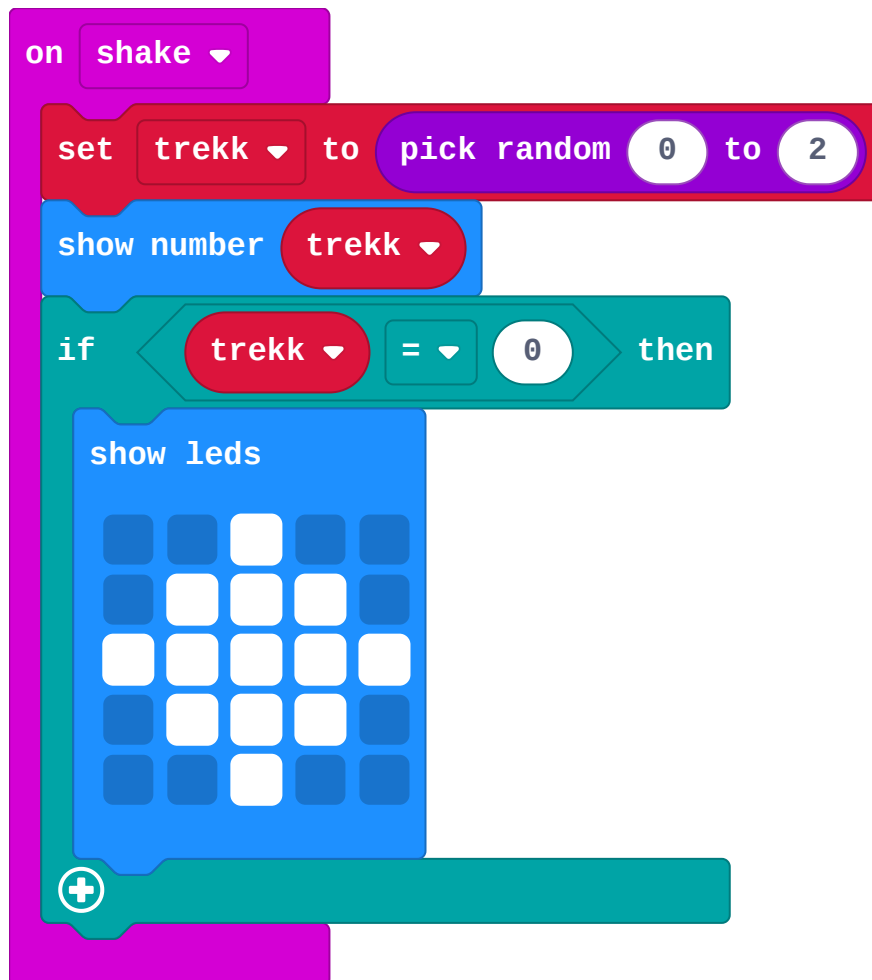 on shake
set trekk to pick random 0 to 2
show number trekk
if trekk = 0 then
show leds